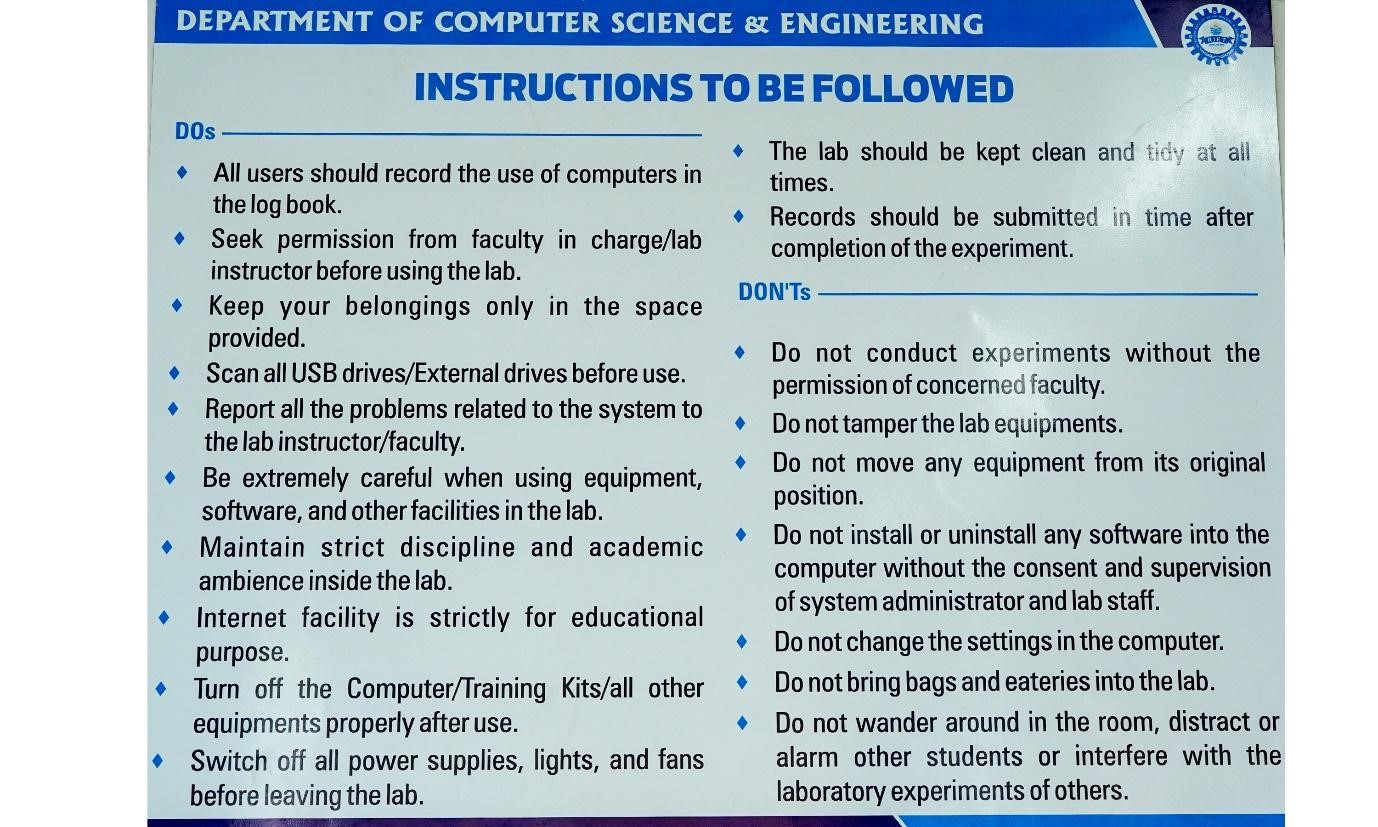 DEPARTMENT OF COMPUTER SCIENCE & ENGINEERING
INSTRUCTIONS TO BE FOLLOWED
DOs
All users should record the use of computers in
the log book.
Seek permission from faculty in charge/lab
instructor before using the lab.
Keep your belongings only in the space
provided.
Scan all USB drives/External drives before use.
Report all the problems related to the system to
the lab instructor/faculty.
Be extremely careful when using equipment,
software, and other facilities in the lab.
Maintain strict discipline and academic
ambience inside the lab.
Internet facility is strictly for educational
purpose.
Turn off the Computer/Training Kits/all other
equipments properly after use.
Switch off all power supplies, lights, and fans
before leaving the lab.
The lab should be kept clean and tidy at all
times.
Records should be submitted in time after
completion of the experiment.
DON'Ts
Do not conduct experiments without the
permission of concerned faculty.
Do not tamper the lab equipments.
Do not move any equipment from its original
position.
Do not install or uninstall any software into the
computer without the consent and supervision
of system administrator and lab staff.
Do not change the settings in the computer.
Do not bring bags and eateries into the lab.
Do not wander around in the room, distract or
alarm other students or interfere with the
laboratory experiments of others.